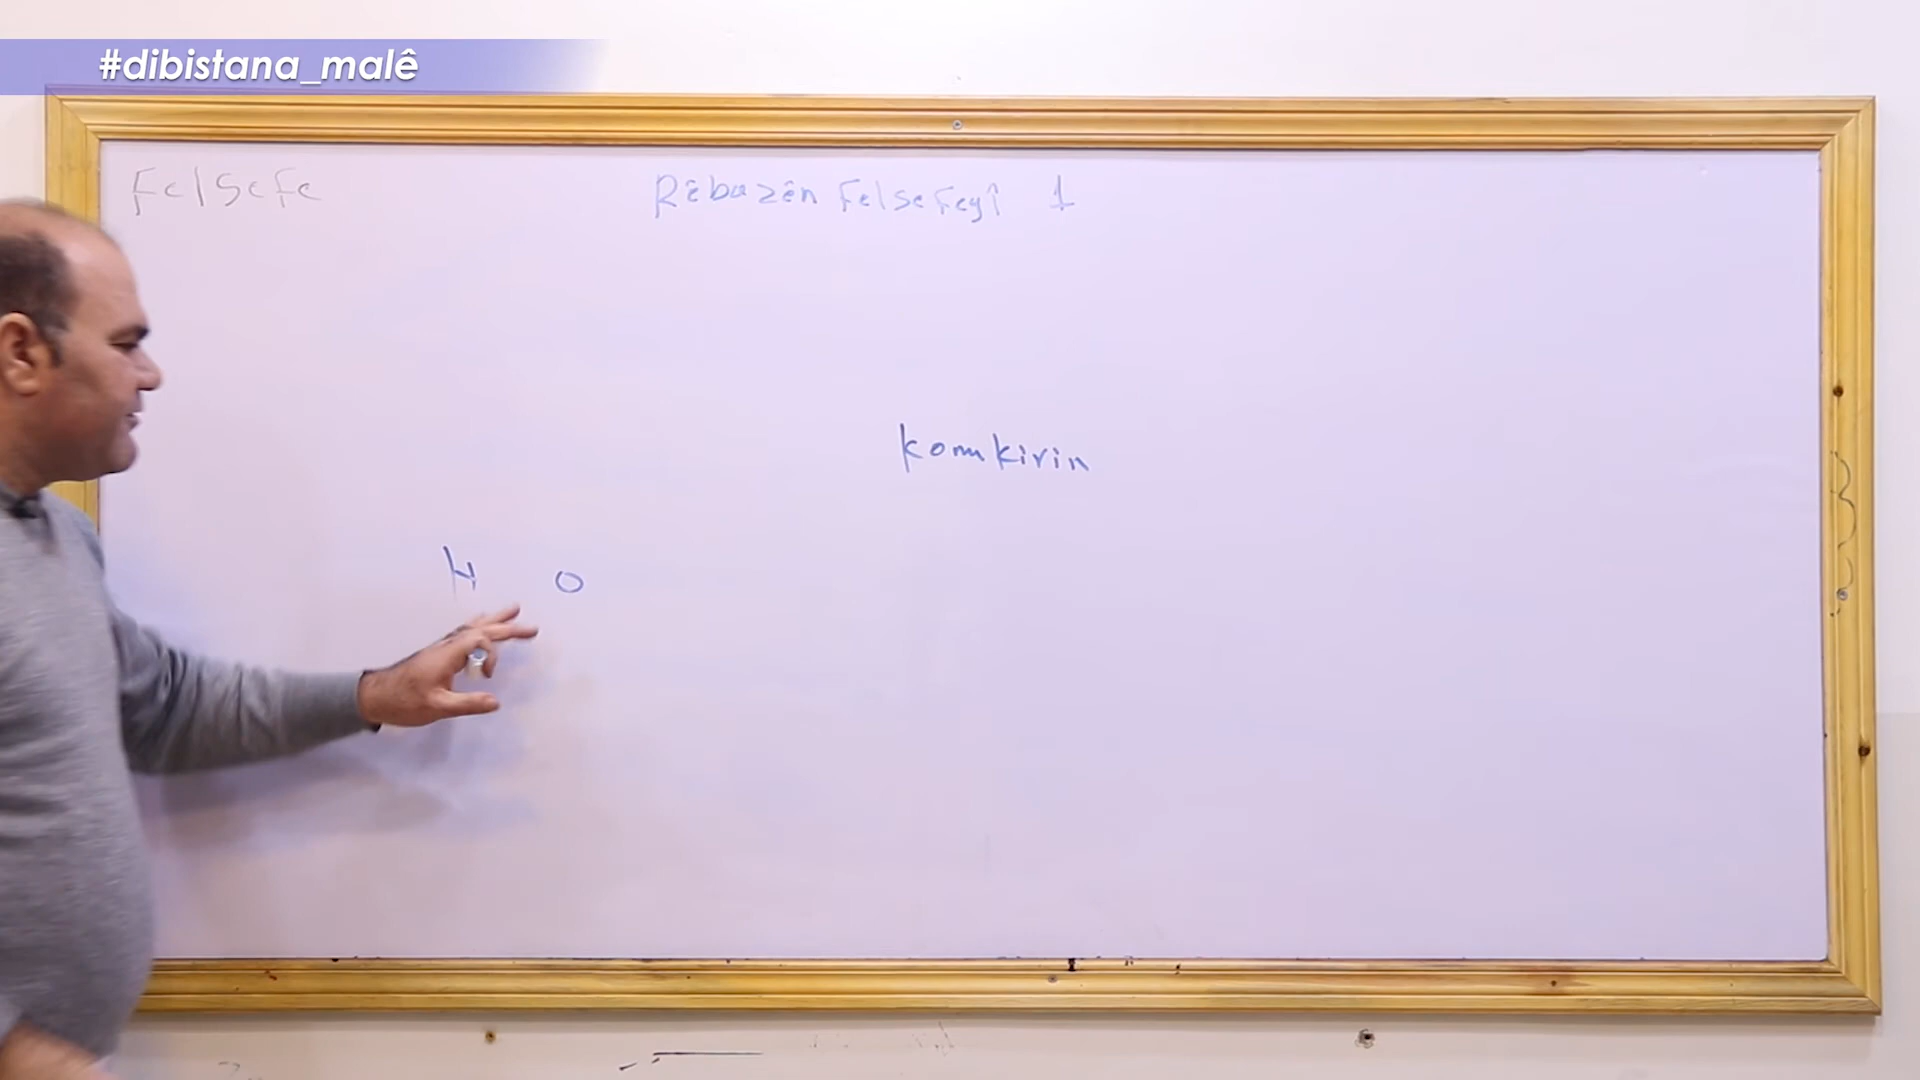 #dibistana_malê
Felsefe
Rêbazên Felsefeyî 1
komkirin
H O